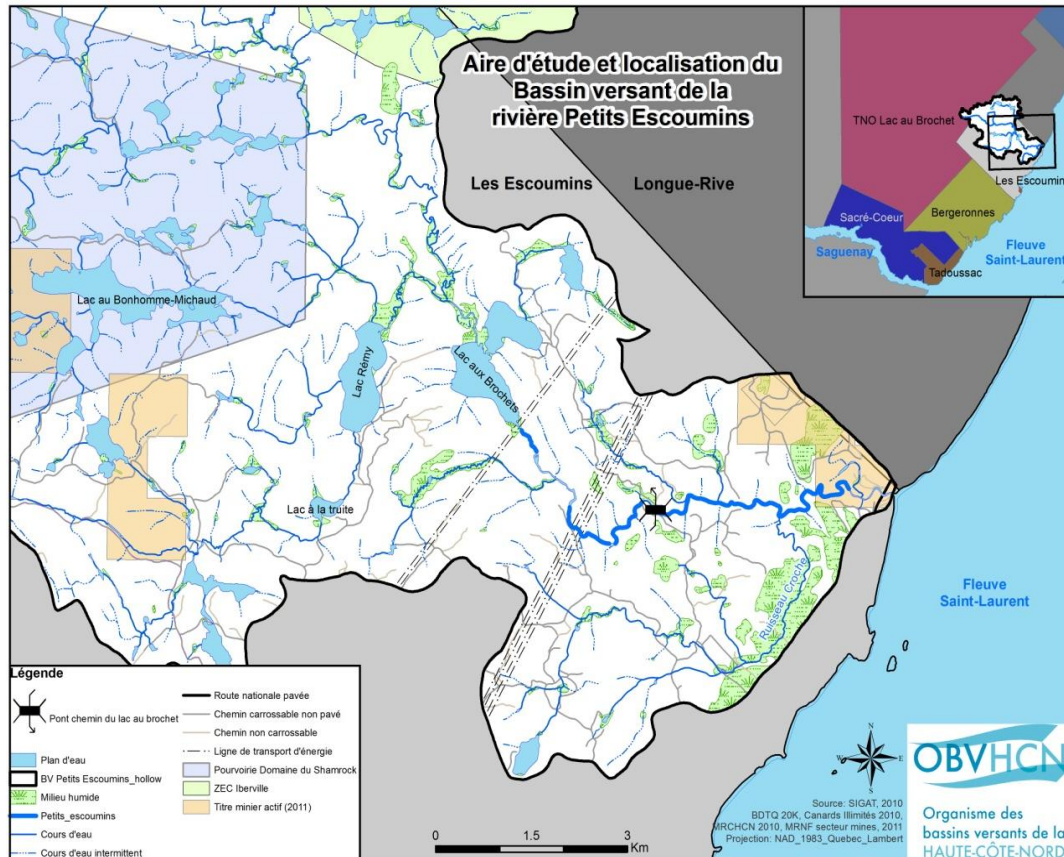 Aire d'étude et localisation du
Bassin versant de la
rivière Petits Escoumins
Les Escoumins
Longue-Rive
TNO Lac au Brochet
Les Escoumin
Sacré-Coeur
Bergeronnes
Saguenay
Fleuve
Saint-Laurent
Tadoussac
Lac au Bonhomme-Michaud
Lac Rémy
Lac aux Brochets
Lac à la truite
Ruisseau Croche
Fleuve
Saint-Laurent
Légende
Pont chemin du lac au brochet
Plan d'eau
BV Petits Escoumins_hollow
Milieu humide
Petits_escoumins
Cours d'eau
Cours d'eau intermittent
Route nationale pavée
Chemin carrossable non pavé
Chemin non carrossable
Ligne de transport d'énergie
Pourvoirie Domaine du Shamrock
ZEC Iberville
Titre minier actif (2011)
0 1.5 3
Km
N
W E
S
Source: SIGAT, 2010
BDTQ 20K, Canards Illimités 2010,
MRCHCN 2010, MRNF secteur mines, 2011
Projection: NAD_1983_Quebec_Lambert
OBVHCN
Organisme des
bassins versants de la
HAUTE-CÔTE-NORD